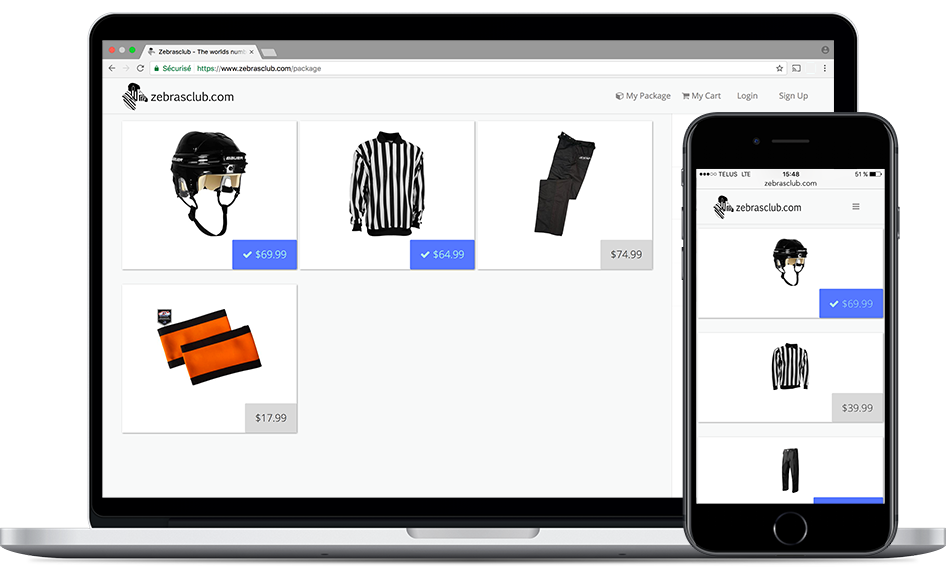 Zebrasclub - The worlds num
Sécurisé https://www.zebrasclub.com/package
zebrasclub.com My Package My Cart Login Sign Up
BAUER
$69.99 $64.99 $74.99
$17.99
TELUS LTE 15:48 51 %
zebrasclub.com
zebrasclub.com
$69.99
$39.99